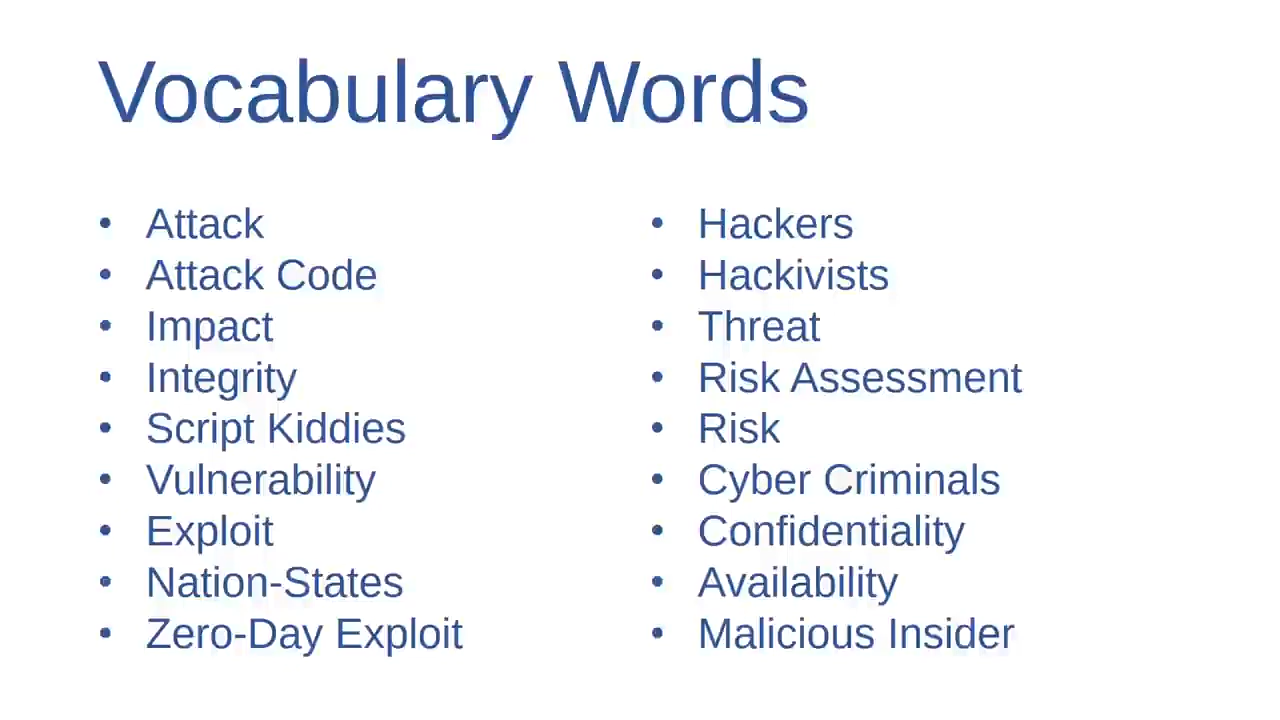 Vocabulary Words
• Attack
• Attack Code
• Impact
• Integrity
• Script Kiddies
• Vulnerability
• Exploit
• Nation-States
• Zero-Day Exploit
• Hackers
• Hackivists
• Threat
• Risk Assessment
• Risk
• Cyber Criminals
• Confidentiality
• Availability
• Malicious Insider